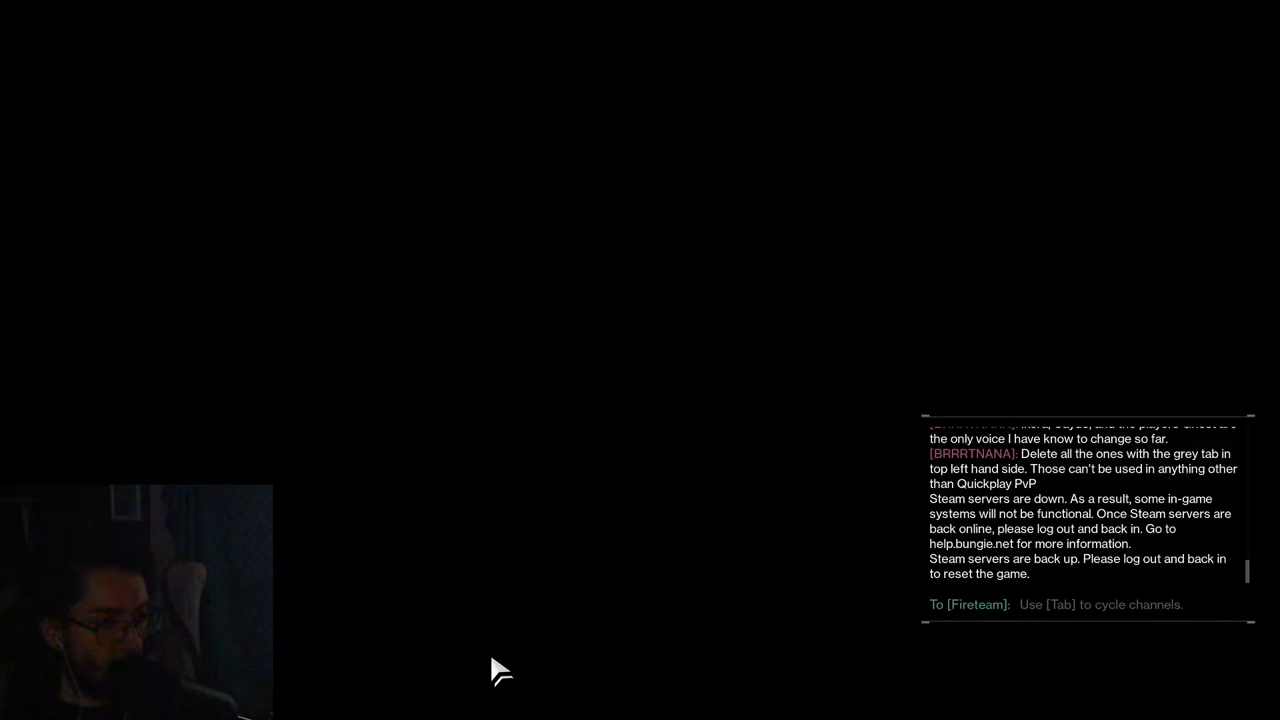 the only voice I have know to change so far.
[BRRRTNANA]: Delete all the ones with the grey tab in
top left hand side. Those can't be used in anything other
than Quickplay PvP
Steam servers are down. As a result, some in-game
systems will not be functional. Once Steam servers are
back online, please log out and back in. Go to
help.bungie.net for more information.
Steam servers are back up. Please log out and back in
to reset the game.
To [Fireteam]: Use [Tab] to cycle channels.